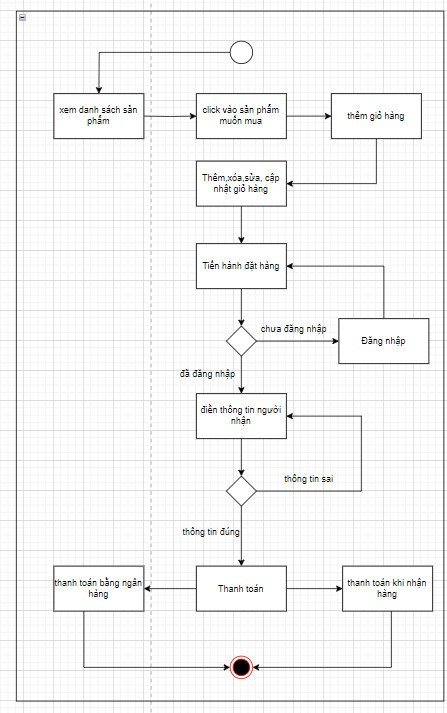 xem danh sách sản
phẩm
click vào sản phẩm
muốn mua
thêm giỏ hàng
Thêm,xóa,sửa, cập
nhật giỏ hàng
Tiến hành đặt hàng
chưa đăng nhập
Đăng nhập
đã đăng nhập
điền thông tin người
nhận
thông tin sai
thông tin đúng
thanh toán bằng ngân
hàng
Thanh toán
thanh toán khi nhận
hàng